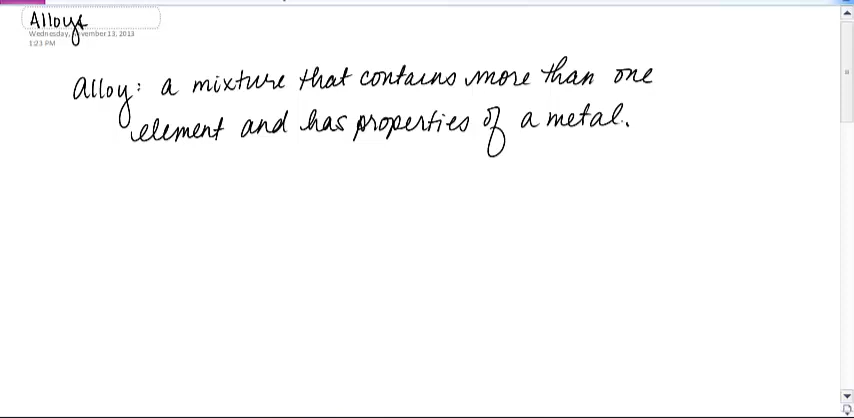 Alloys
Wednesday, November 13, 2013
1:23 PM
alloy: a mixture that contains more than one
element and has properties of a metal.